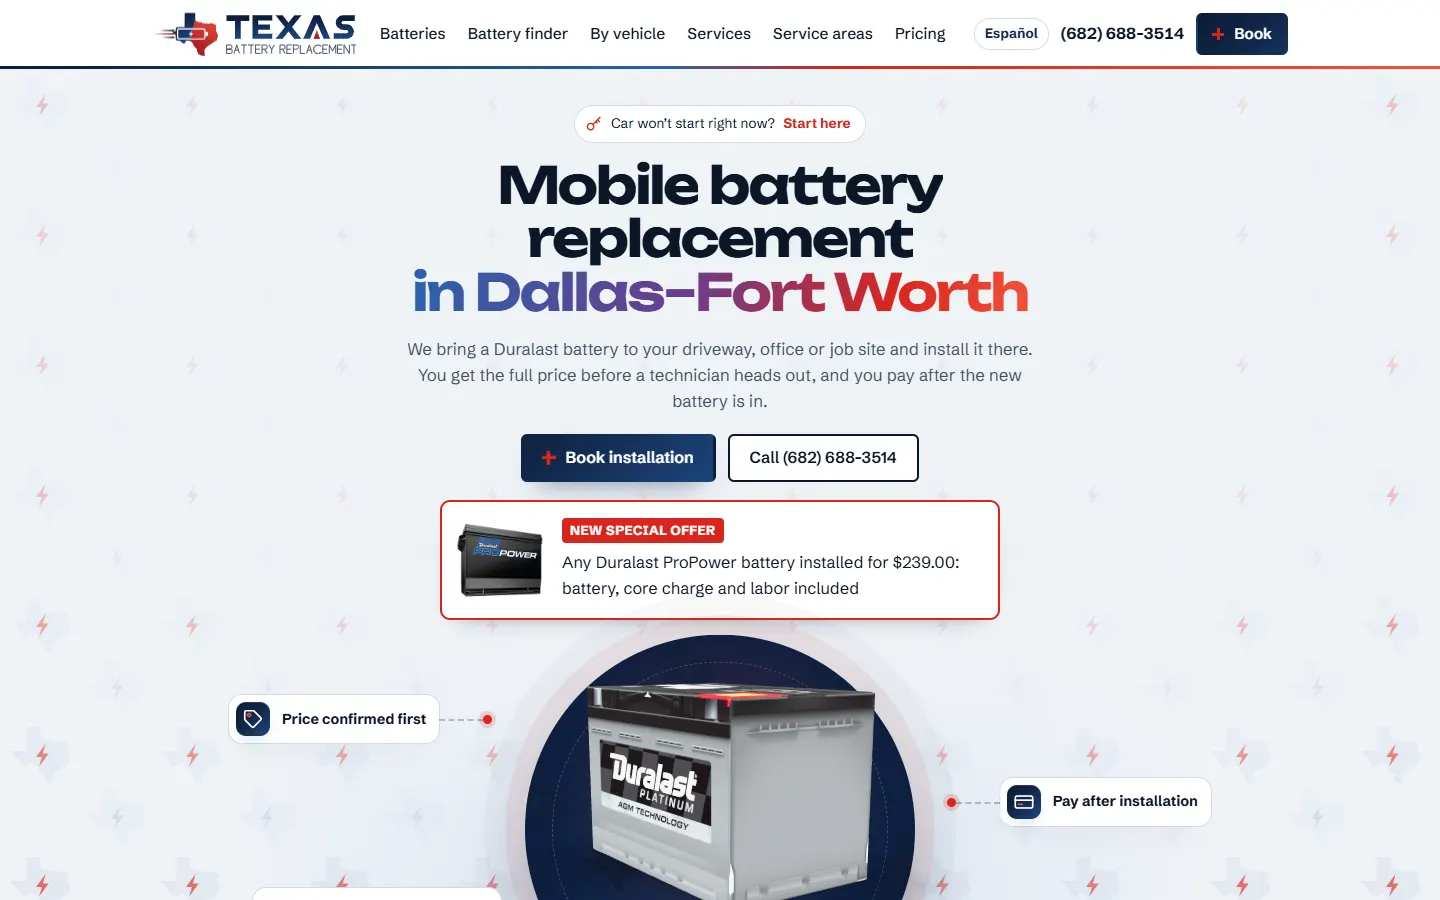 TEXAS
BATTERY REPLACEMENT
Batteries
Battery finder
By vehicle
Services
Service areas
Pricing
Español
(682) 688-3514
Book
Car won't start right now? Start here
Mobile battery
replacement
in Dallas–Fort Worth
We bring a Duralast battery to your driveway, office or job site and install it there.
You get the full price before a technician heads out, and you pay after the new
battery is in.
Book installation
Call (682) 688-3514
Duralast
PROPOWER
NEW SPECIAL OFFER
Any Duralast ProPower battery installed for $239.00:
battery, core charge and labor included
Price confirmed first
Duralast
PLATINUM
AGM TECHNOLOGY
Pay after installation